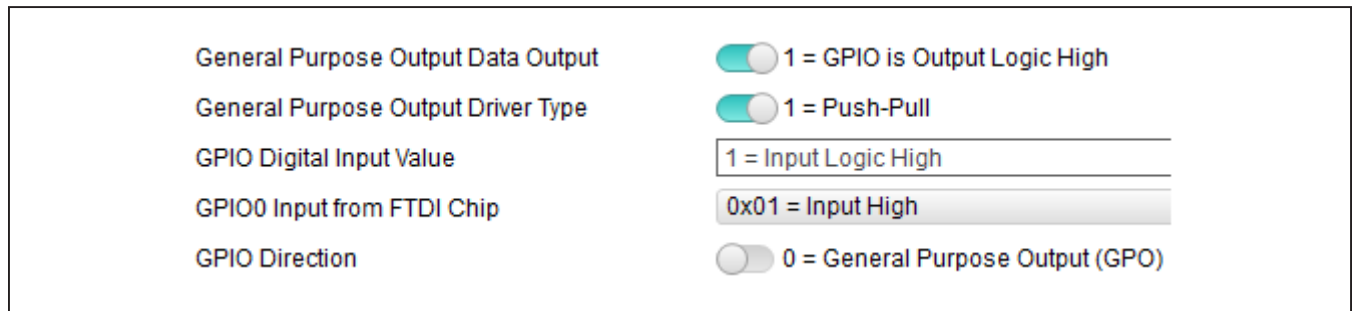 General Purpose Output Data Output 1 = GPIO is Output Logic High
General Purpose Output Driver Type 1 = Push-Pull
GPIO Digital Input Value 1 = Input Logic High
GPIO0 Input from FTDI Chip 0x01 = Input High
GPIO Direction 0 = General Purpose Output (GPO)